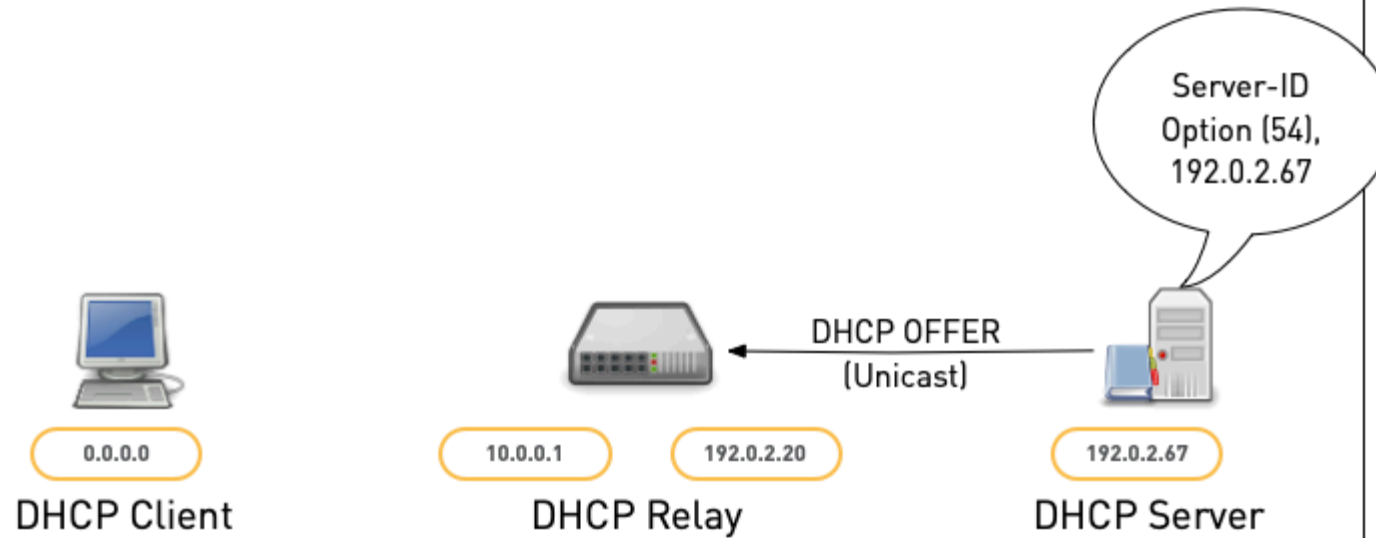 Server-ID
Option (54),
192.0.2.67
DHCP OFFER
(Unicast)
0.0.0.0
10.0.0.1
192.0.2.20
192.0.2.67
DHCP Client
DHCP Relay
DHCP Server